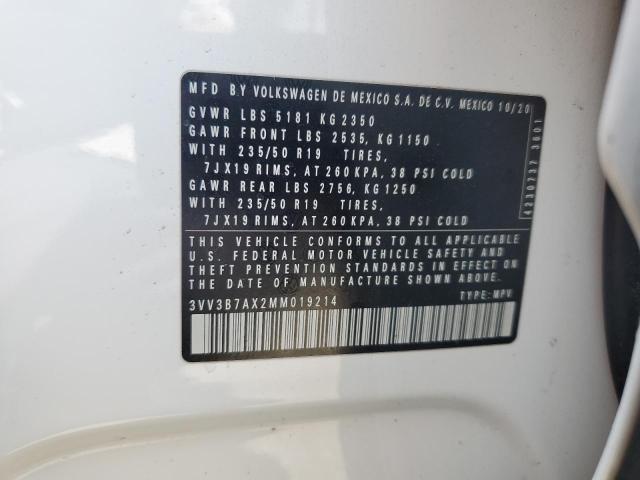 MFD BY VOLKSWAGEN DE MEXICO S.A. DE C.V. MEXICO 10/20
GVWR LBS 5181 KG 2350
GAWR FRONT LBS 2535, KG 1150
WITH 235/50 R19 TIRES,
7JX19 RIMS, AT 260 KPA, 38 PSI COLD
GAWR REAR LBS 2756, KG 1250
WITH 235/50 R19 TIRES,
7JX19 RIMS, AT 260 KPA, 38 PSI COLD
THIS VEHICLE CONFORMS TO ALL APPLICABLE
U.S. FEDERAL MOTOR VEHICLE SAFETY AND
THEFT PREVENTION STANDARDS IN EFFECT ON
THE DATE OF MANUFACTURE SHOWN ABOVE.
3VV3B7AX2MM019214 TYPE: MPV
4230737 3601